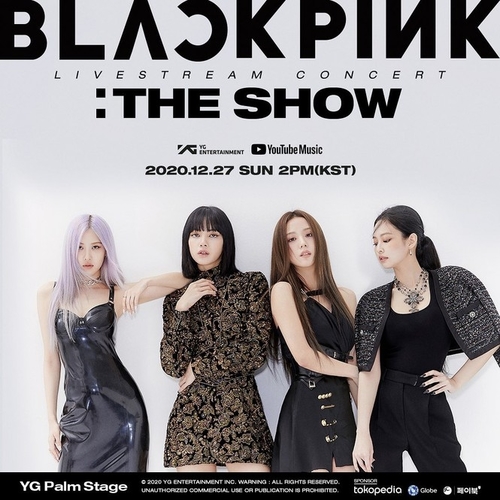 BLACKPINK
LIVESTREAM CONCERT
:THE SHOW
YG ENTERTAINMENT YouTube Music
2020.12.27 SUN 2PM(KST)
YG Palm Stage
© 2020 YG ENTERTAINMENT INC. WARNING : ALL RIGHTS RESERVED.
UNAUTHORIZED COMMERCIAL USE OR PUBLICATION IS PROHIBITED.
SPONSOR
tokopedia Globe 페이북